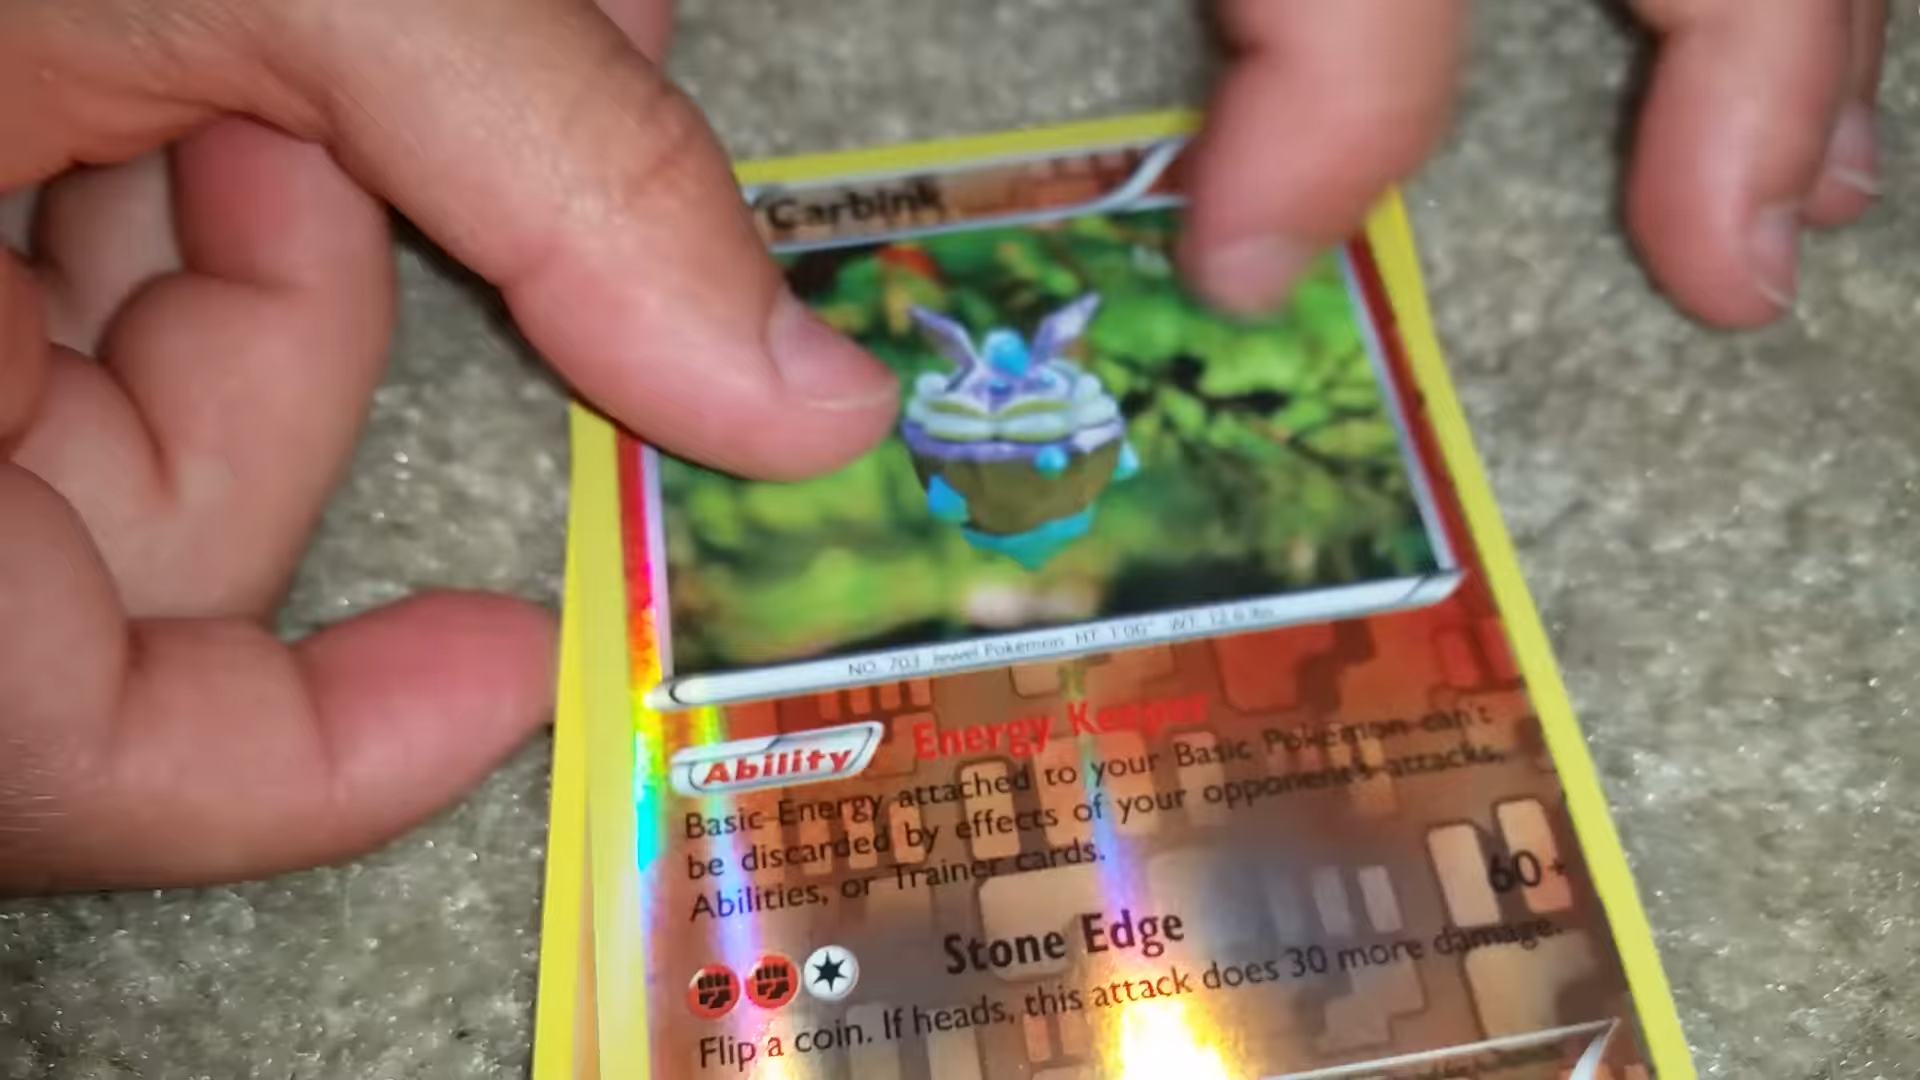 Carbink
NO. 703 Jewel Pokémon HT: 1'00" WT: 12.6 lbs.
Ability Energy Keeper
Basic Energy attached to your Basic Pokémon can't
be discarded by effects of your opponent's attacks,
Abilities, or Trainer cards.
Stone Edge 60+
Flip a coin. If heads, this attack does 30 more damage.